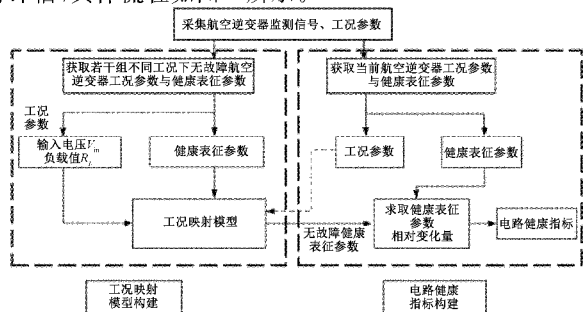 采集航空逆变器监测信号、工况参数
获取若干组不同工况下无故障航空
逆变器工况参数与健康表征参数
获取当前航空逆变器工况参数
与健康表征参数
工况
参数
输入电压Vin
负载值RL
健康表征参数
工况参数
健康表征参数
工况映射模型
无故障健康
表征参数
求取健康表征
参数
相对变化量
电路健康指标
工况映射
模型构建
电路健康
指标构建